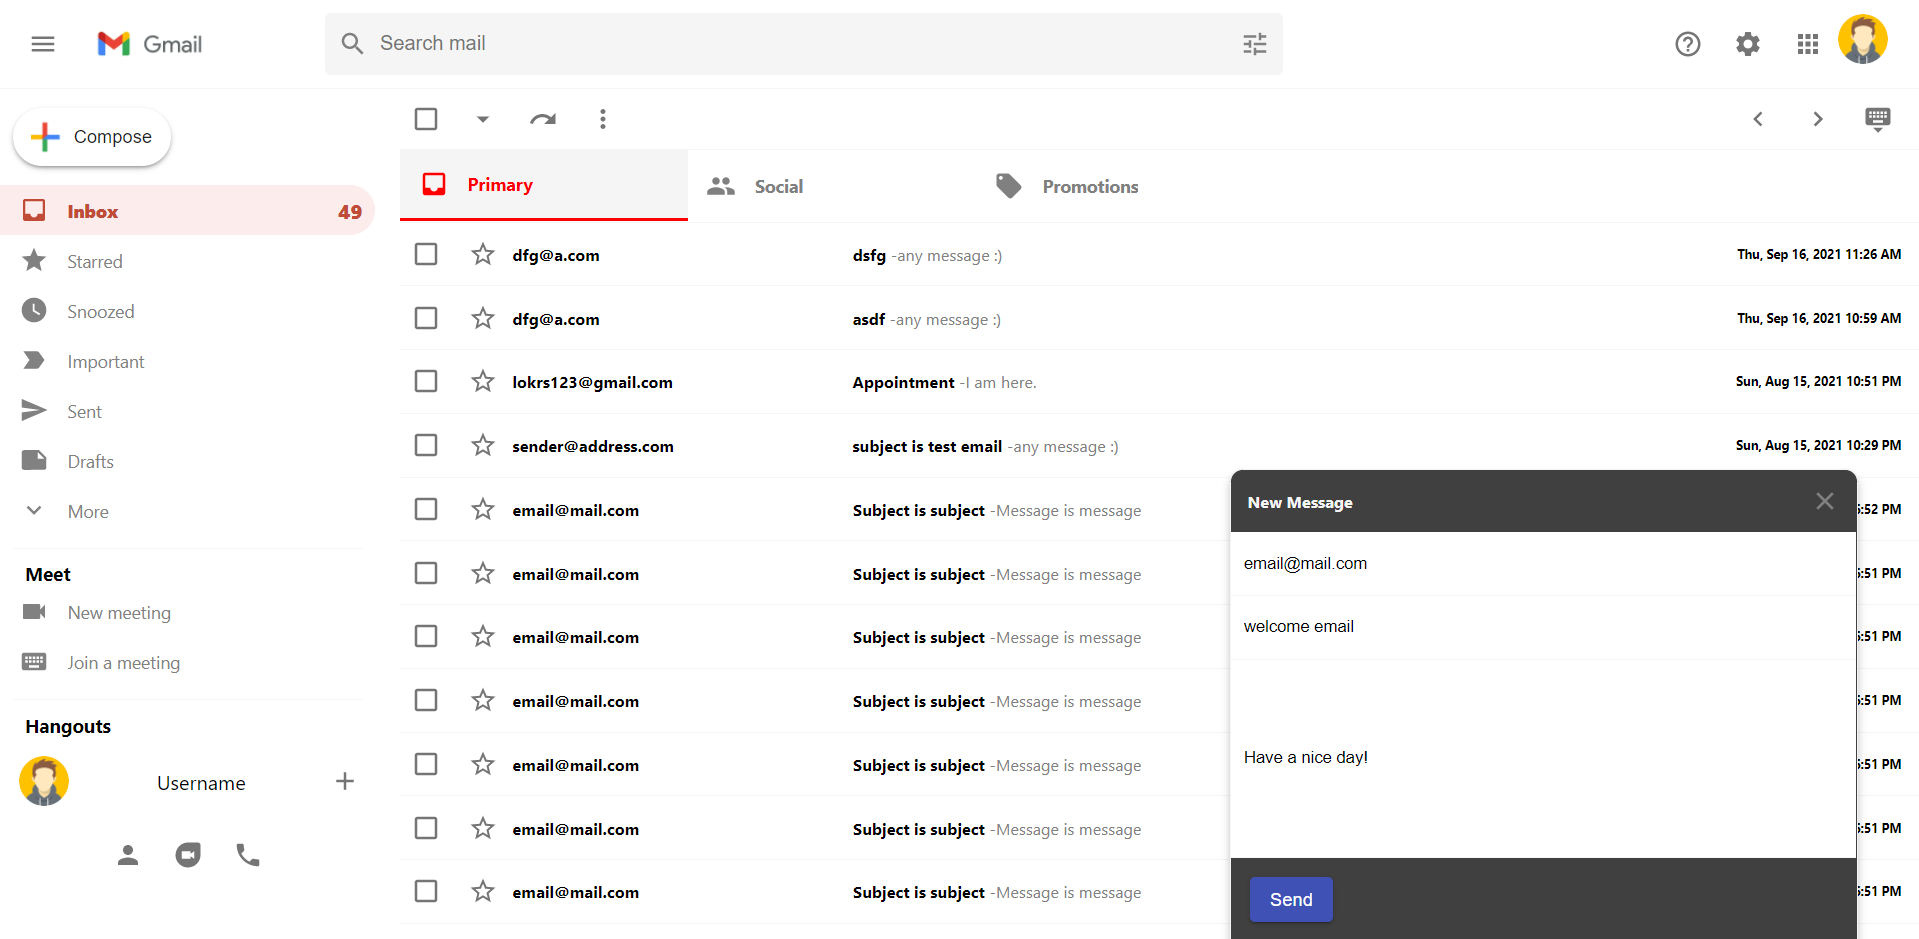 Gmail
Search mail
Compose
Inbox 49
Starred
Snoozed
Important
Sent
Drafts
More
Meet
New meeting
Join a meeting
Hangouts
Username
Primary
Social
Promotions
dfg@a.com dsfg -any message :) Thu, Sep 16, 2021 11:26 AM
dfg@a.com asdf -any message :) Thu, Sep 16, 2021 10:59 AM
lokrs123@gmail.com Appointment -I am here. Sun, Aug 15, 2021 10:51 PM
sender@address.com subject is test email -any message :) Sun, Aug 15, 2021 10:29 PM
email@mail.com Subject is subject -Message is message :52 PM
email@mail.com Subject is subject -Message is message :51 PM
email@mail.com Subject is subject -Message is message :51 PM
email@mail.com Subject is subject -Message is message :51 PM
email@mail.com Subject is subject -Message is message :51 PM
email@mail.com Subject is subject -Message is message :51 PM
email@mail.com Subject is subject -Message is message :51 PM
New Message
email@mail.com
welcome email
Have a nice day!
Send